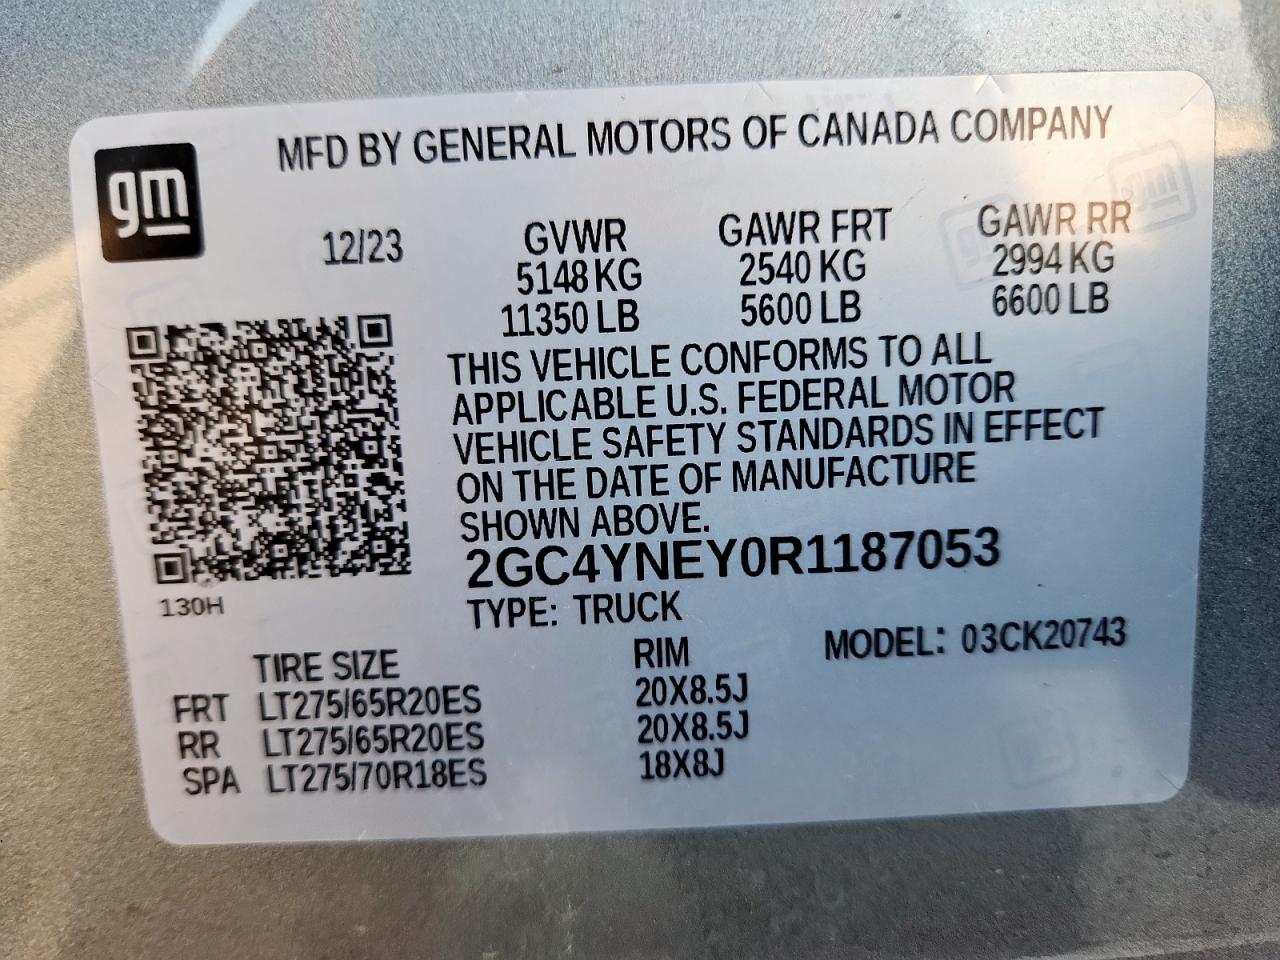 gm
MFD BY GENERAL MOTORS OF CANADA COMPANY
12/23 GVWR GAWR FRT GAWR RR
5148 KG 2540 KG 2994 KG
11350 LB 5600 LB 6600 LB
THIS VEHICLE CONFORMS TO ALL
APPLICABLE U.S. FEDERAL MOTOR
VEHICLE SAFETY STANDARDS IN EFFECT
ON THE DATE OF MANUFACTURE
SHOWN ABOVE.
2GC4YNEY0R1187053
130H
TYPE: TRUCK
TIRE SIZE RIM MODEL: 03CK20743
FRT LT275/65R20ES 20X8.5J
RR LT275/65R20ES 20X8.5J
SPA LT275/70R18ES 18X8J